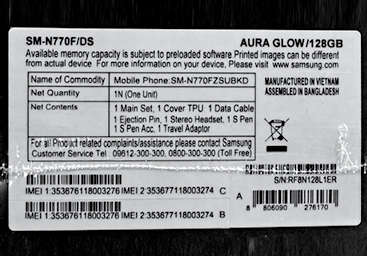 SM-N770F/DS AURA GLOW/128GB
Available memory capacity is subject to preloaded software Printed images can be different
from actual device. For more information on your device, Please visit www.samsung.com
Name of Commodity Mobile Phone:SM-N770FZSUBKD
Quantity 1N (One Unit)
Net Contents 1 Main Set, 1 Cover TPU, 1 Data Cable
1 Ejection Pin, 1 Stereo Headset, 1 S Pen
5 S Pen Acc, 1 Travel Adaptor
MANUFACTURED IN VIETNAM
ASSEMBLED IN BANGLADESH
For all Product related complaints/assistance contact Samsung
Customer Service Tel: 09612-300-300, 0800-300-300 (Toll Free)
S/N:RF8N128L1ER
IMEI 1:353676118003276 IMEI 2:353677118003274 C
IMEI 1:353676118003276 IMEI 2:353677118003274 B
A
8 806090 276170